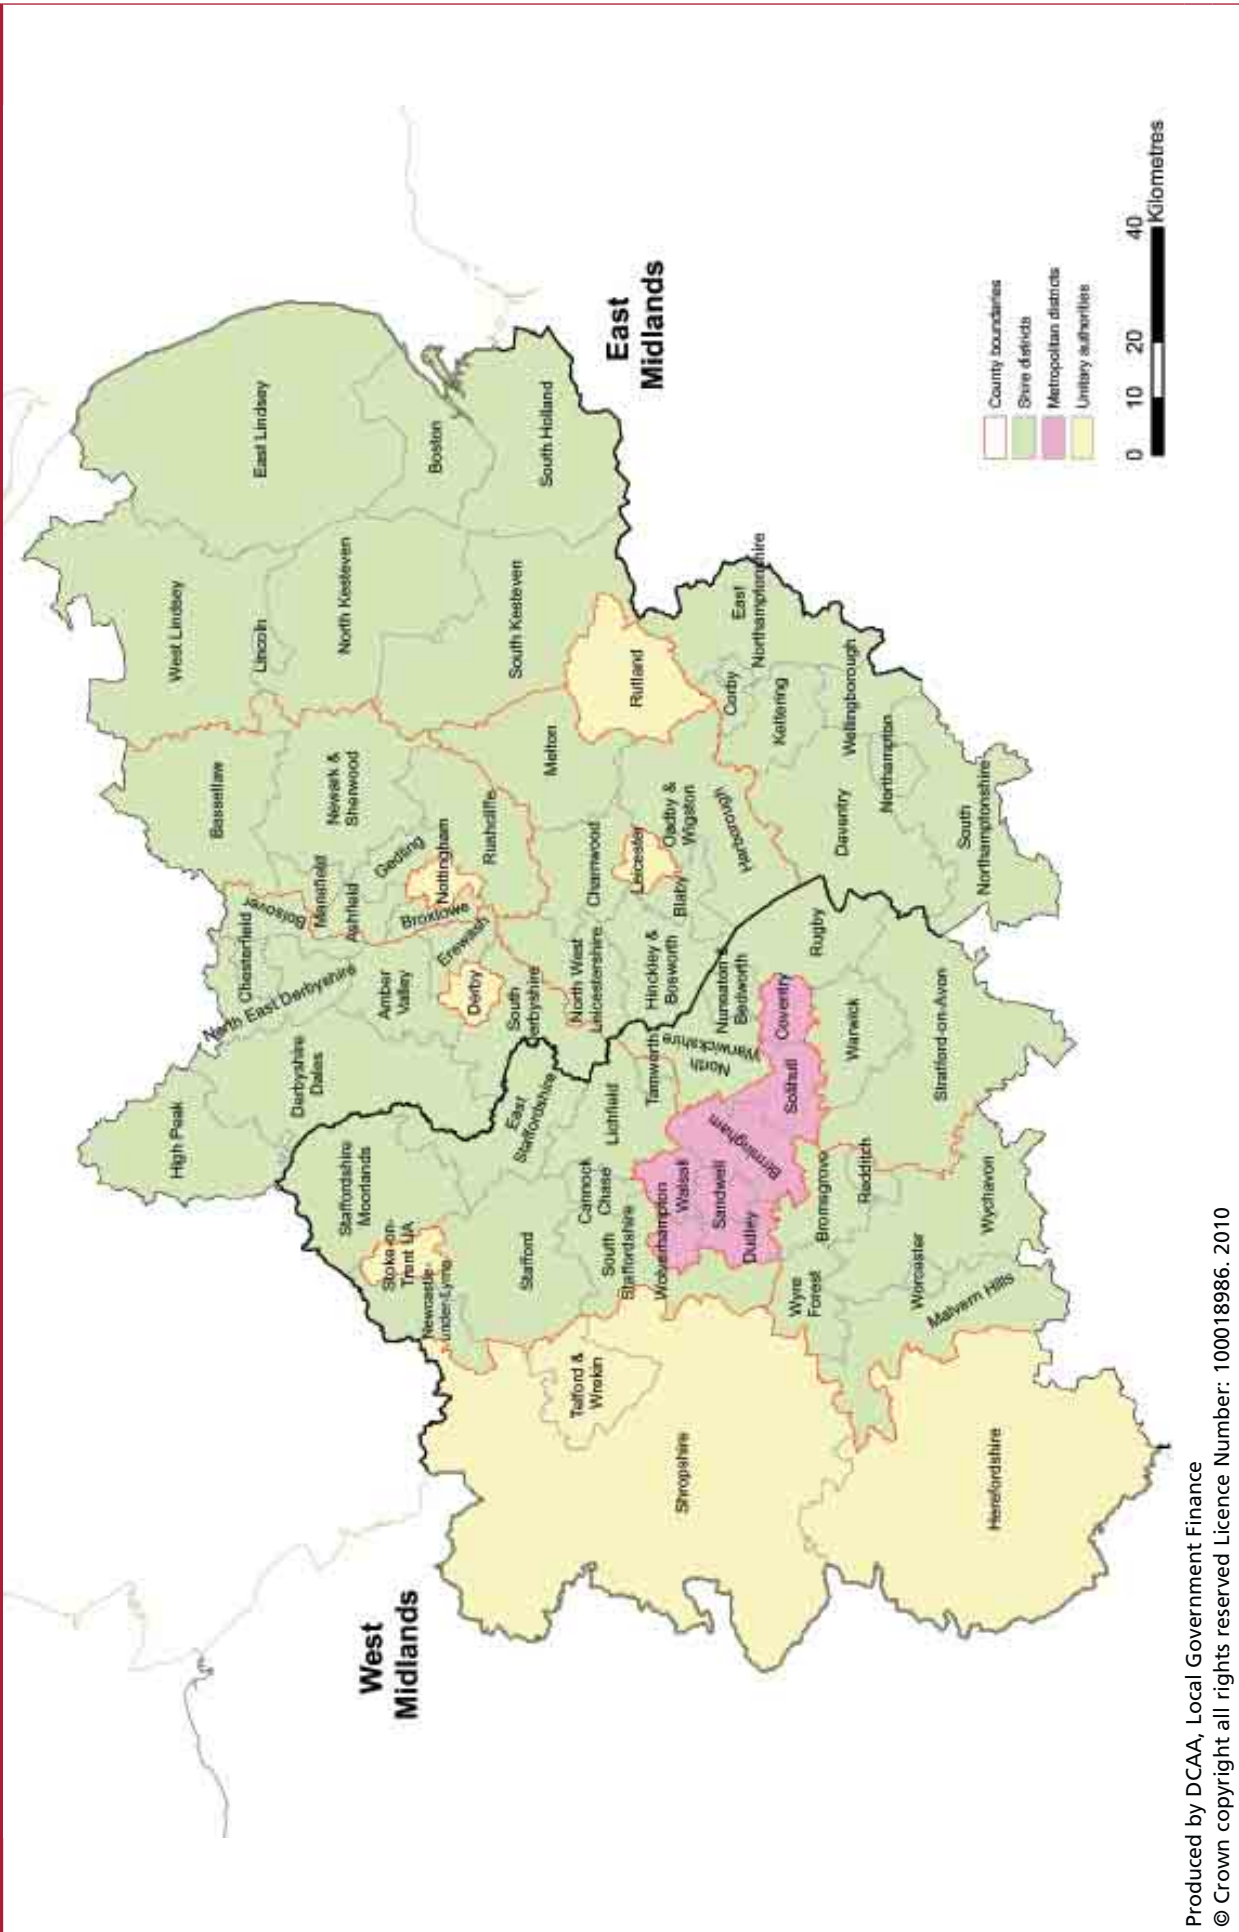 West
Midlands
East
Midlands
High Peak
Derbyshire
Dales
North East Derbyshire
Chesterfield
Bolsover
Mansfield
Ashfield
Bassetlaw
Newark &
Sherwood
Gedling
Nottingham
Broxtowe
Erewash
Amber
Valley
Derby
South
Derbyshire
Rushcliffe
West Lindsey
Lincoln
East Lindsey
North Kesteven
Boston
South Kesteven
South Holland
Melton
Rutland
Charnwood
North West
Leicestershire
Hinckley &
Bosworth
Leicester
Blaby
Oadby &
Wigston
Harborough
Corby
Kettering
East
Northamptonshire
Wellingborough
Northampton
Daventry
South
Northamptonshire
Staffordshire
Moorlands
Stoke-on-
Trent UA
Newcastle-
under-Lyme
Stafford
East
Staffordshire
Lichfield
Cannock
Chase
South
Staffordshire
Tamworth
North
Warwickshire
Nuneaton &
Bedworth
Rugby
Coventry
Solihull
Birmingham
Walsall
Wolverhampton
Sandwell
Dudley
Warwick
Stratford-on-Avon
Bromsgrove
Redditch
Wyre
Forest
Worcester
Wychavon
Malvern Hills
Telford &
Wrekin
Shropshire
Herefordshire
County boundaries
Shire districts
Metropolitan districts
Unitary authorities
0 10 20 40
Kilometres
Produced by DCAA, Local Government Finance
© Crown copyright all rights reserved Licence Number: 100018986. 2010